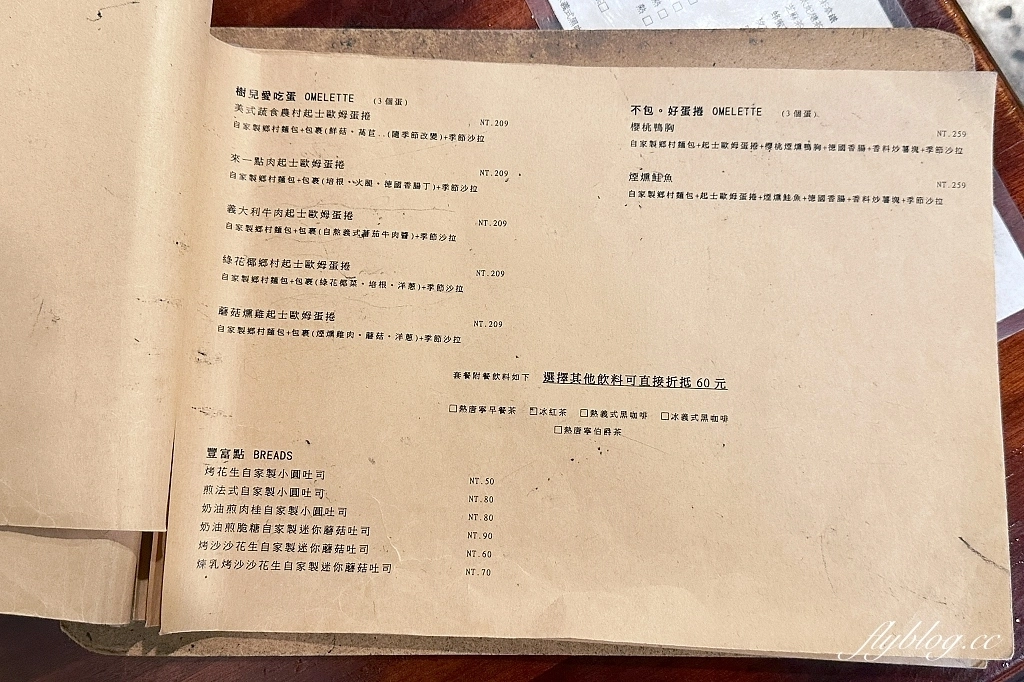 樹兒愛吃蛋 OMELETTE (3個蛋)
美式蔬食農村起士歐姆蛋捲 NT.209
自家製鄉村麵包+包裹(鮮菇・萵苣..(隨季節改變)+季節沙拉
來一點肉起士歐姆蛋捲 NT.209
自家製鄉村麵包+包裹(培根・火腿・德國香腸丁)+季節沙拉
義大利牛肉起士歐姆蛋捲 NT.209
自家製鄉村麵包+包裹(自熬義式蕃茄牛肉醬)+季節沙拉
綠花椰鄉村起士歐姆蛋捲 NT.209
自家製鄉村麵包+包裹(綠花椰菜・培根・洋蔥)+季節沙拉
蘑菇燻雞起士歐姆蛋捲 NT.209
自家製鄉村麵包+包裹(煙燻雞肉・蘑菇・洋蔥)+季節沙拉
不包。好蛋捲 OMELETTE (3個蛋)
櫻桃鴨胸 NT.259
自家製鄉村麵包+起士歐姆蛋捲+櫻桃煙燻鴨胸+德國香腸+香料炒薯塊+季節沙拉
煙燻鮭魚 NT.259
自家製鄉村麵包+起士歐姆蛋捲+煙燻鮭魚+德國香腸+香料炒薯塊+季節沙拉
套餐附餐飲料如下 選擇其他飲料可直接折抵 60 元
□熱唐寧早餐茶 □冰紅茶 □熱義式黑咖啡 □冰義式黑咖啡
□熱唐寧伯爵茶
豐富點 BREADS
烤花生自家製小圓吐司 NT.50
煎法式自家製小圓吐司 NT.80
奶油煎肉桂自家製小圓吐司 NT.80
奶油煎脆糖自家製迷你蘑菇吐司 NT.90
烤沙沙花生自家製迷你蘑菇吐司 NT.60
煉乳烤沙沙花生自家製迷你蘑菇吐司 NT.70
flyblog.cc